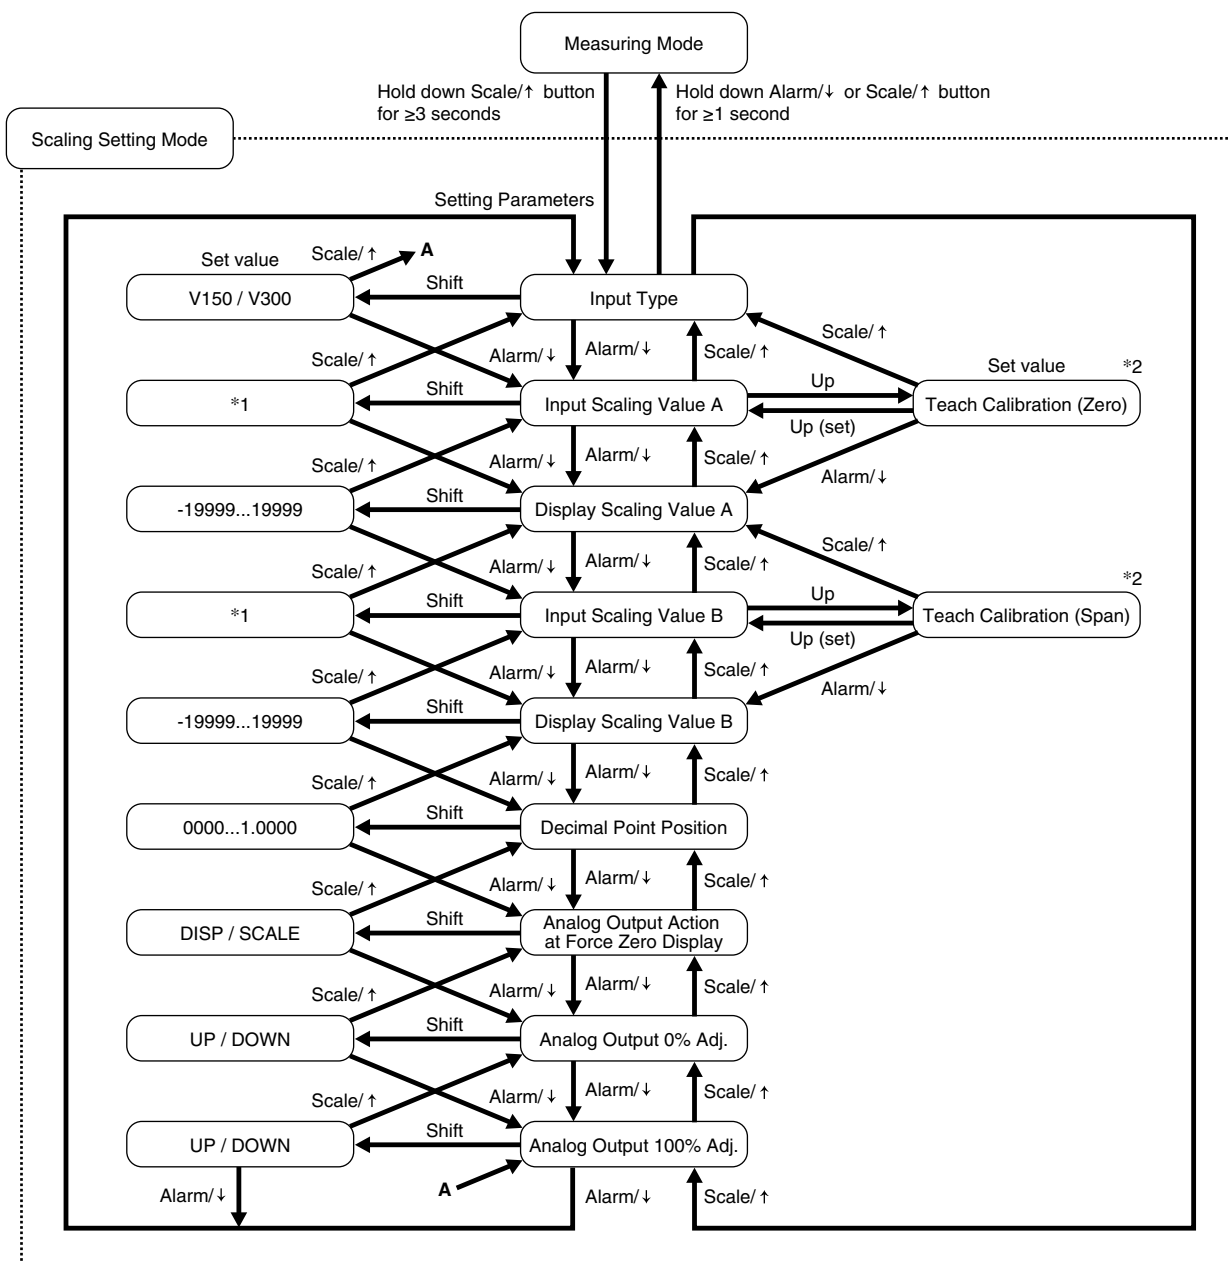 Measuring Mode
Hold down Scale/↑ button
for ≥3 seconds
Hold down Alarm/↓ or Scale/↑ button
for ≥1 second
Scaling Setting Mode
Setting Parameters
Set value
Scale/↑
A
V150 / V300
Shift
Input Type
Scale/↑
Alarm/↓
Alarm/↓
Scale/↑
Scale/↑
Set value
*2
*1
Shift
Input Scaling Value A
Up
Up (set)
Teach Calibration (Zero)
Scale/↑
Alarm/↓
Alarm/↓
Scale/↑
Alarm/↓
-19999...19999
Shift
Display Scaling Value A
Scale/↑
Alarm/↓
Alarm/↓
Scale/↑
Scale/↑
*2
*1
Shift
Input Scaling Value B
Up
Up (set)
Teach Calibration (Span)
Scale/↑
Alarm/↓
Alarm/↓
Scale/↑
Alarm/↓
-19999...19999
Shift
Display Scaling Value B
Scale/↑
Alarm/↓
Alarm/↓
Scale/↑
0000...1.0000
Shift
Decimal Point Position
Scale/↑
Alarm/↓
Alarm/↓
Scale/↑
DISP / SCALE
Shift
Analog Output Action
at Force Zero Display
Scale/↑
Alarm/↓
Alarm/↓
Scale/↑
UP / DOWN
Shift
Analog Output 0% Adj.
Scale/↑
Alarm/↓
Alarm/↓
Scale/↑
UP / DOWN
Shift
Analog Output 100% Adj.
Alarm/↓
A
Alarm/↓
Scale/↑